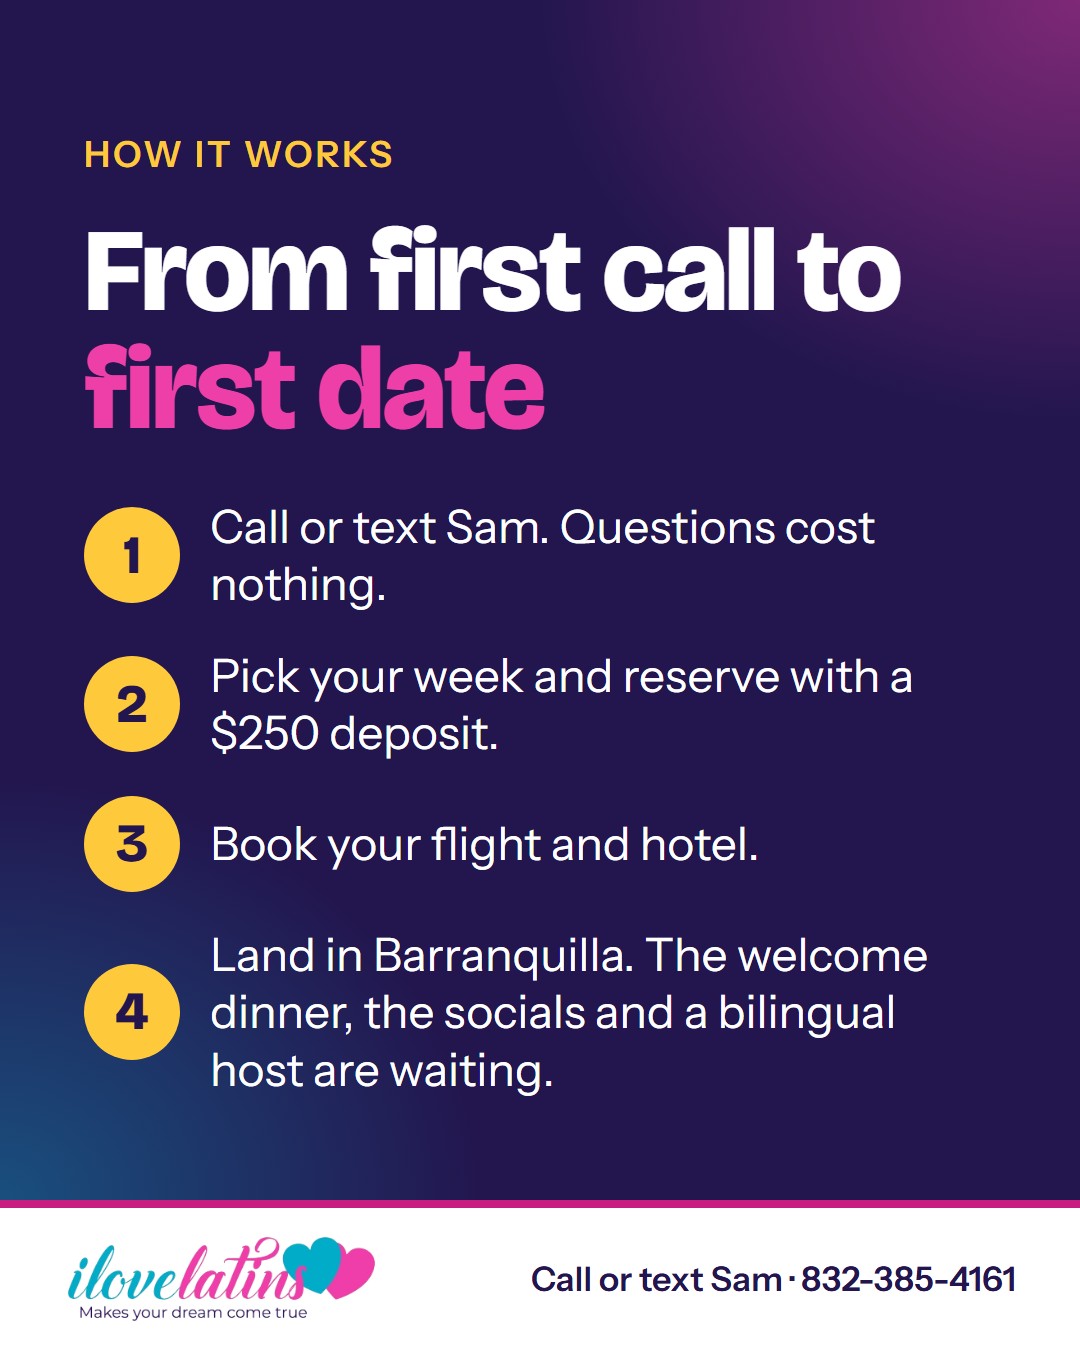 HOW IT WORKS
From first call to
first date
1
Call or text Sam. Questions cost
nothing.
2
Pick your week and reserve with a
$250 deposit.
3
Book your flight and hotel.
4
Land in Barranquilla. The welcome
dinner, the socials and a bilingual
host are waiting.
ilovelatins
Makes your dream come true
Call or text Sam · 832-385-4161